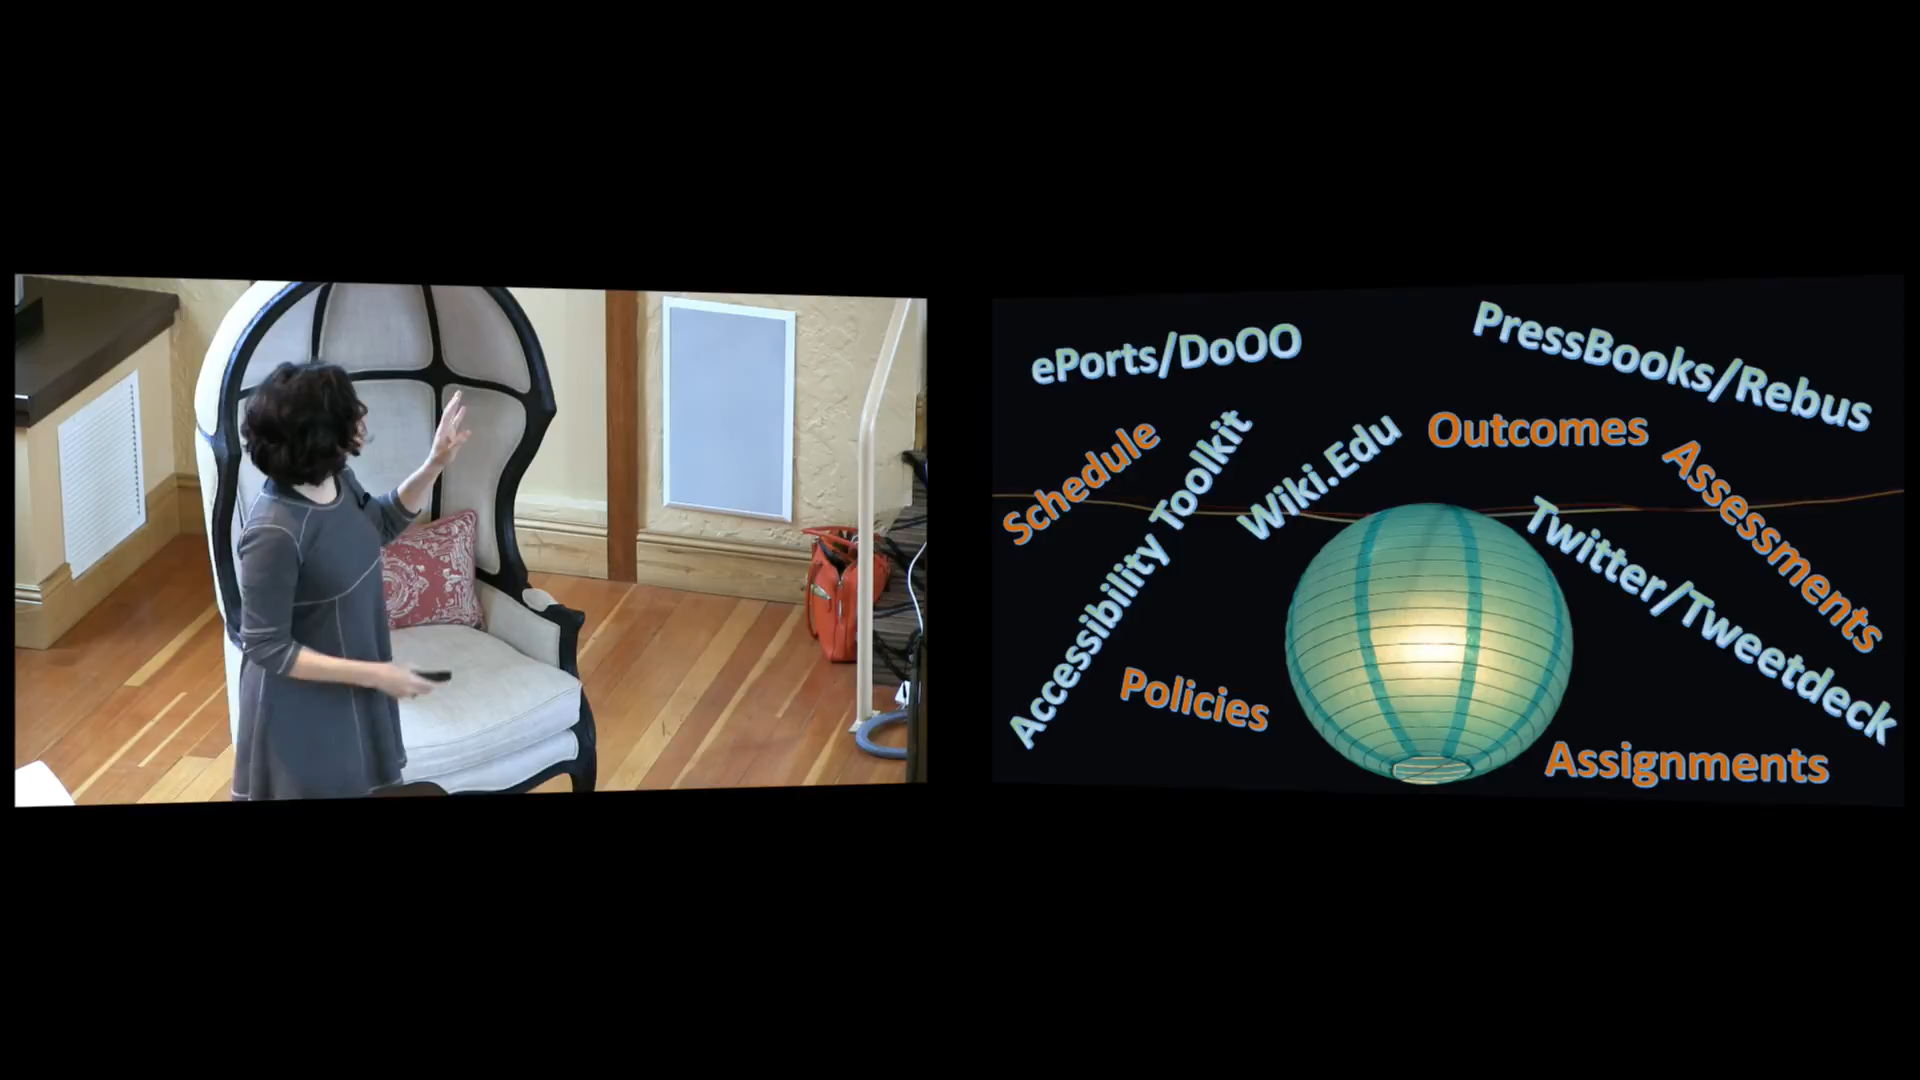 ePorts/DoOO
PressBooks/Rebus
Schedule
Accessibility Toolkit
Wiki.Edu
Outcomes
Assessments
Twitter/Tweetdeck
Policies
Assignments